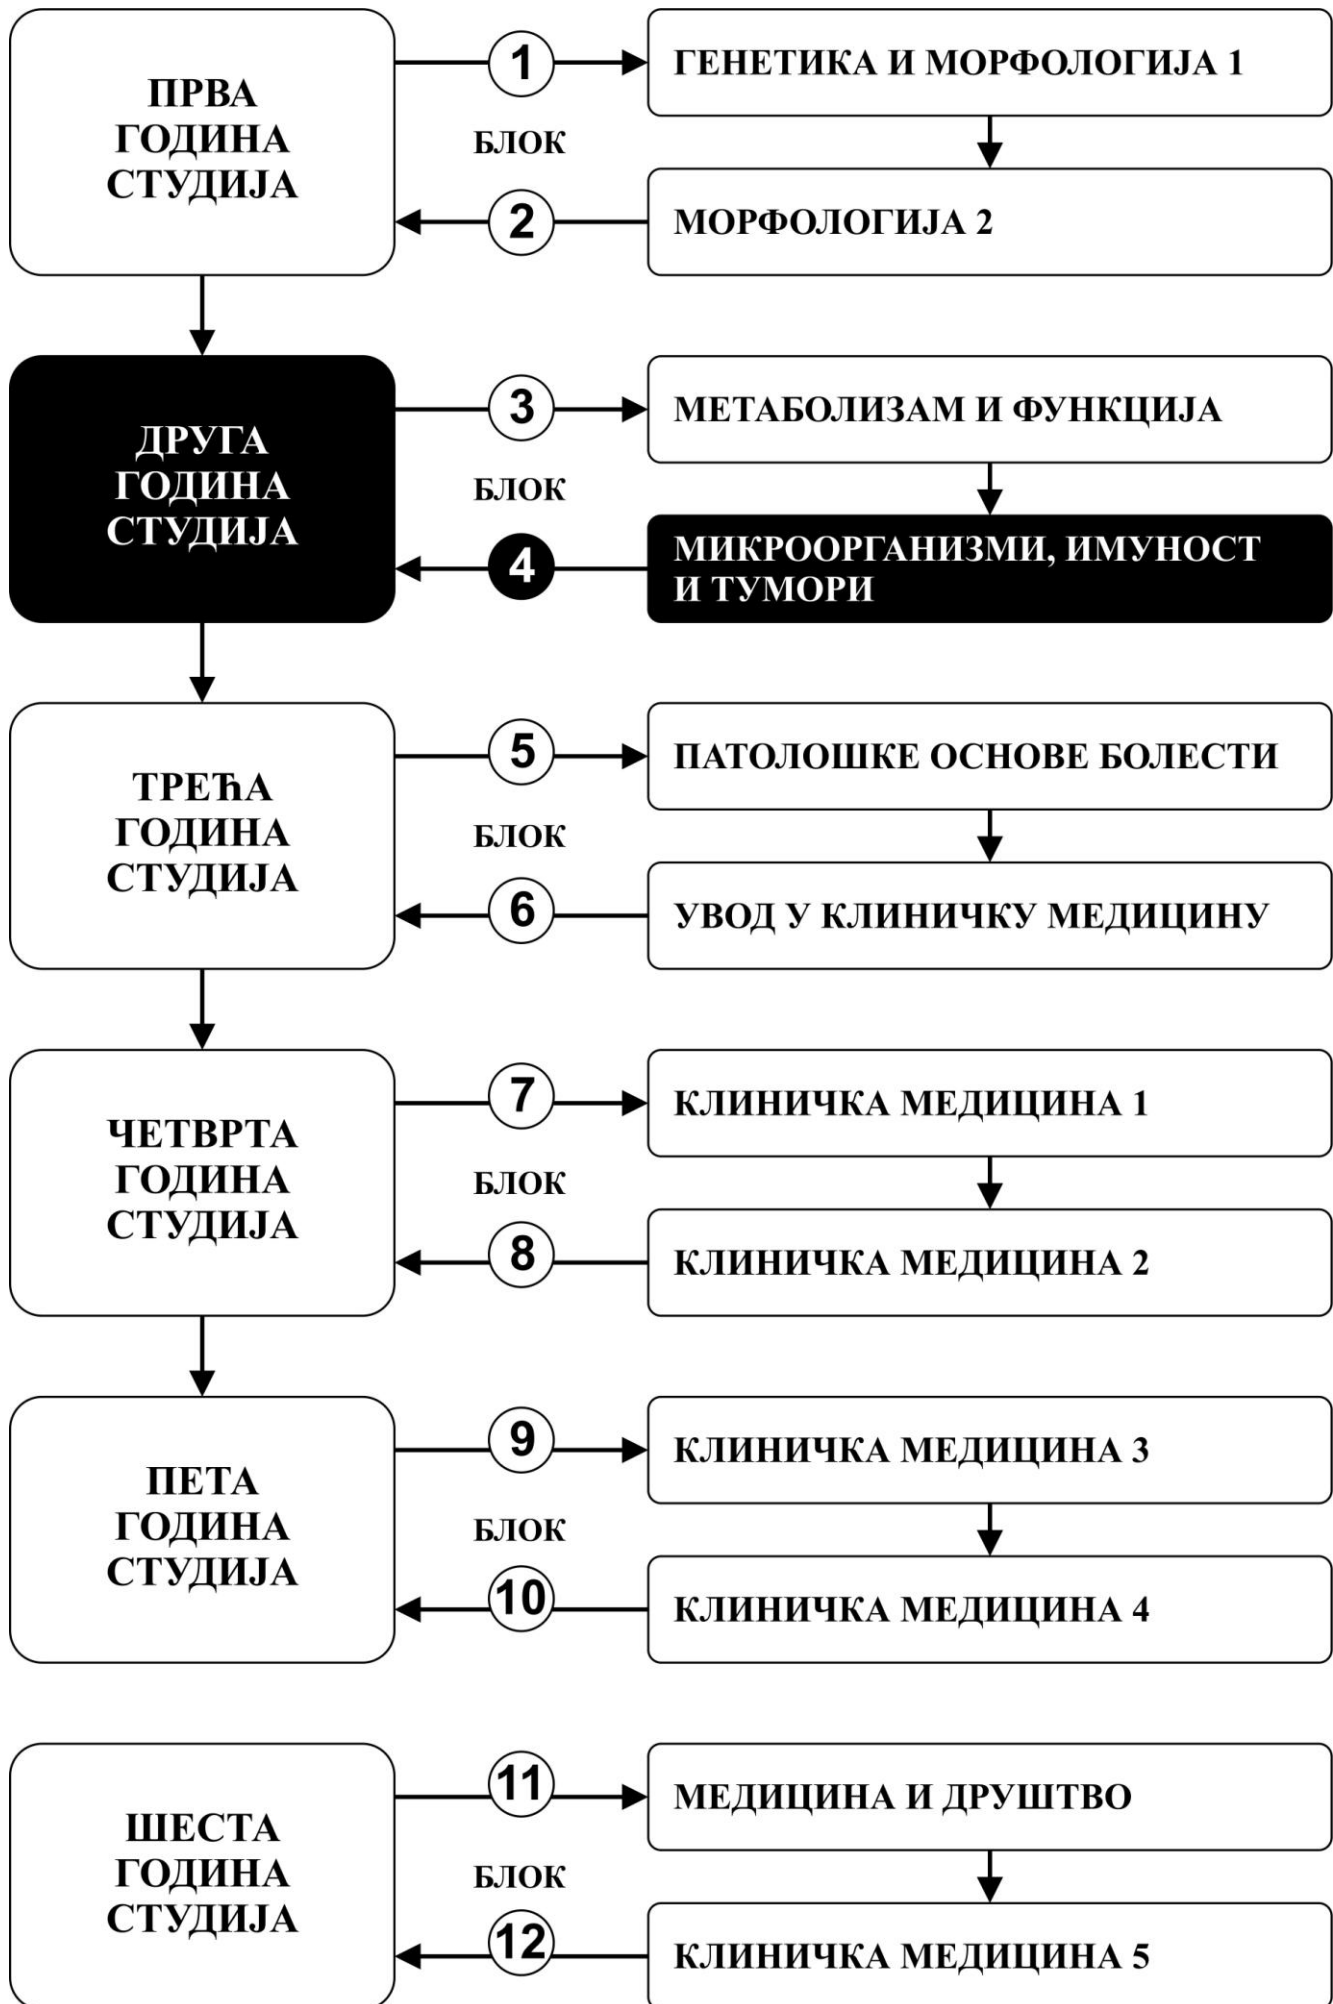 ПРВА
ГОДИНА
СТУДИЈА
1
БЛОК
2
ГЕНЕТИКА И МОРФОЛОГИЈА 1
МОРФОЛОГИЈА 2
ДРУГА
ГОДИНА
СТУДИЈА
3
БЛОК
4
МЕТАБОЛИЗАМ И ФУНКЦИЈА
МИКРООРГАНИЗМИ, ИМУНОСТ
И ТУМОРИ
ТРЕЋА
ГОДИНА
СТУДИЈА
5
БЛОК
6
ПАТОЛОШКЕ ОСНОВЕ БОЛЕСТИ
УВОД У КЛИНИЧКУ МЕДИЦИНУ
ЧЕТВРТА
ГОДИНА
СТУДИЈА
7
БЛОК
8
КЛИНИЧКА МЕДИЦИНА 1
КЛИНИЧКА МЕДИЦИНА 2
ПЕТА
ГОДИНА
СТУДИЈА
9
БЛОК
10
КЛИНИЧКА МЕДИЦИНА 3
КЛИНИЧКА МЕДИЦИНА 4
ШЕСТА
ГОДИНА
СТУДИЈА
11
БЛОК
12
МЕДИЦИНА И ДРУШТВО
КЛИНИЧКА МЕДИЦИНА 5